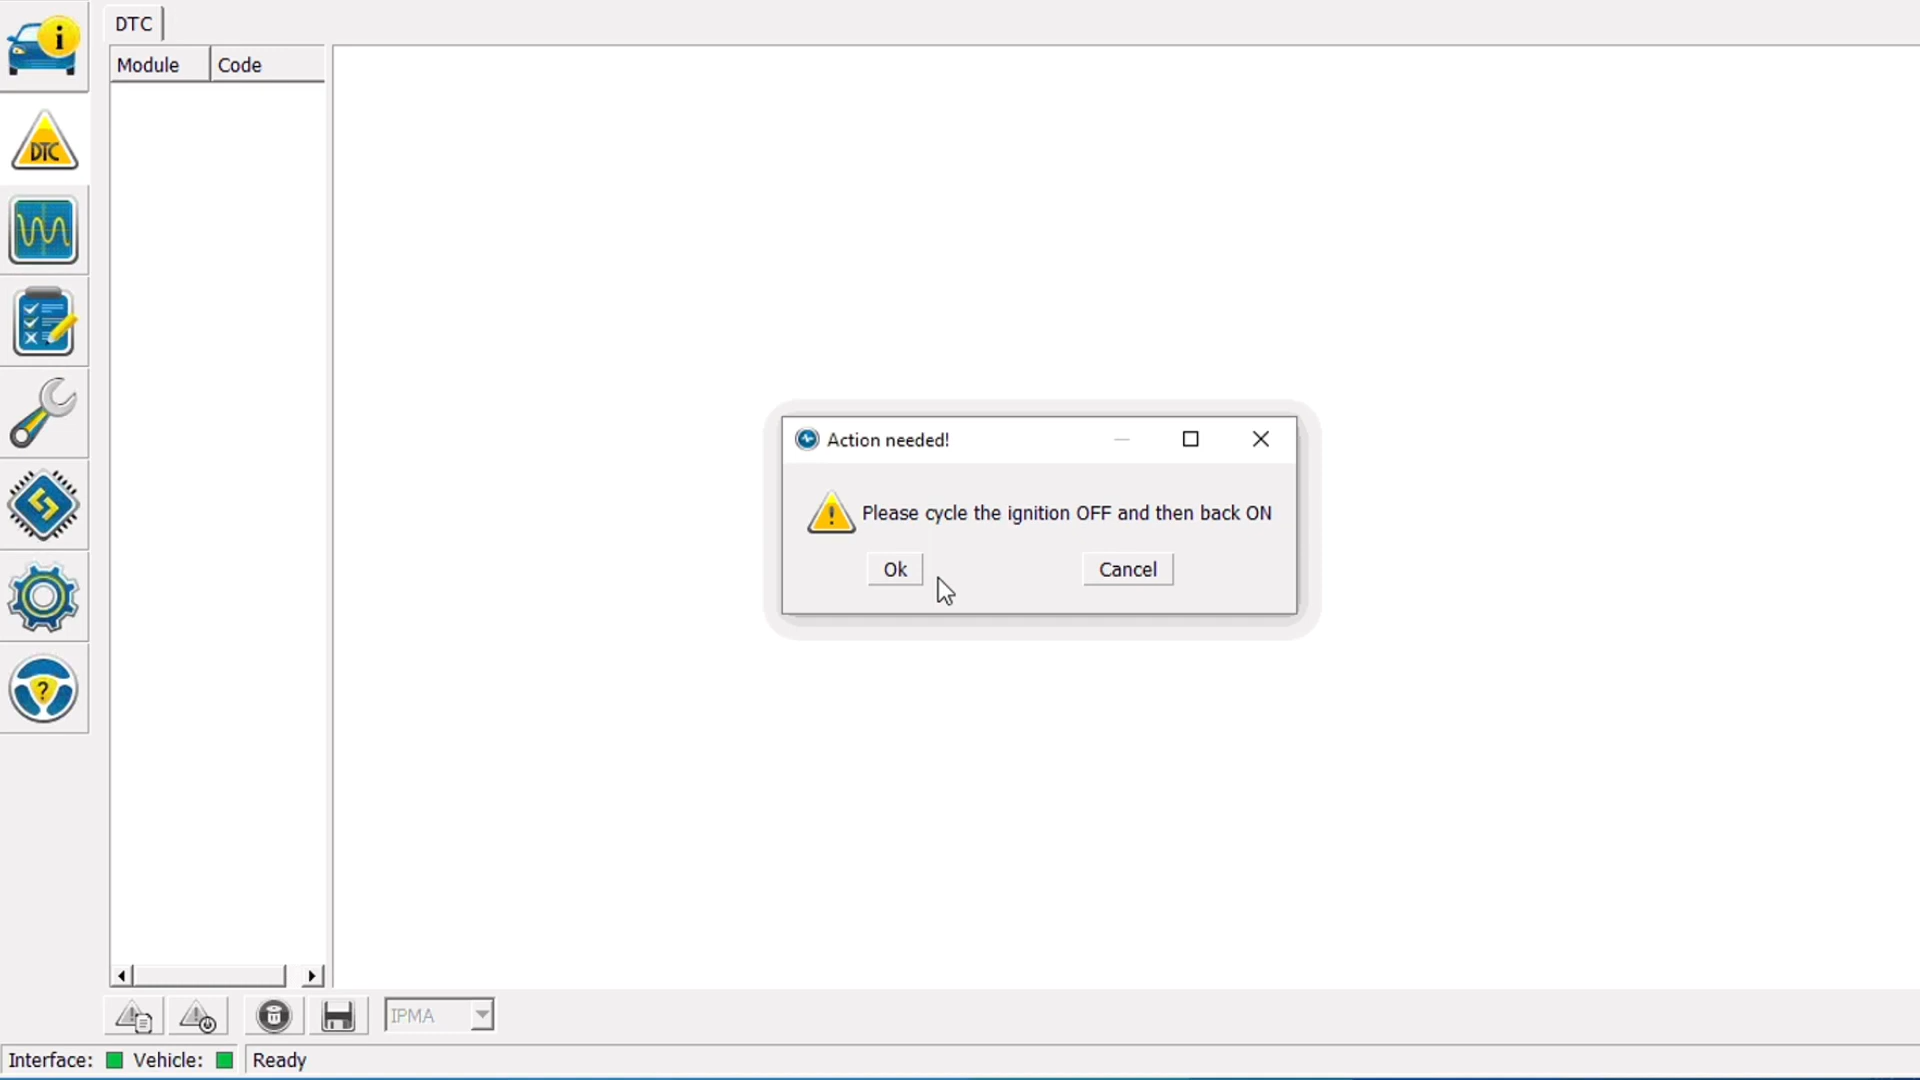 DTC
Module Code
DTC
Action needed!
Please cycle the ignition OFF and then back ON
Ok Cancel
IPMA
Interface: Vehicle: Ready